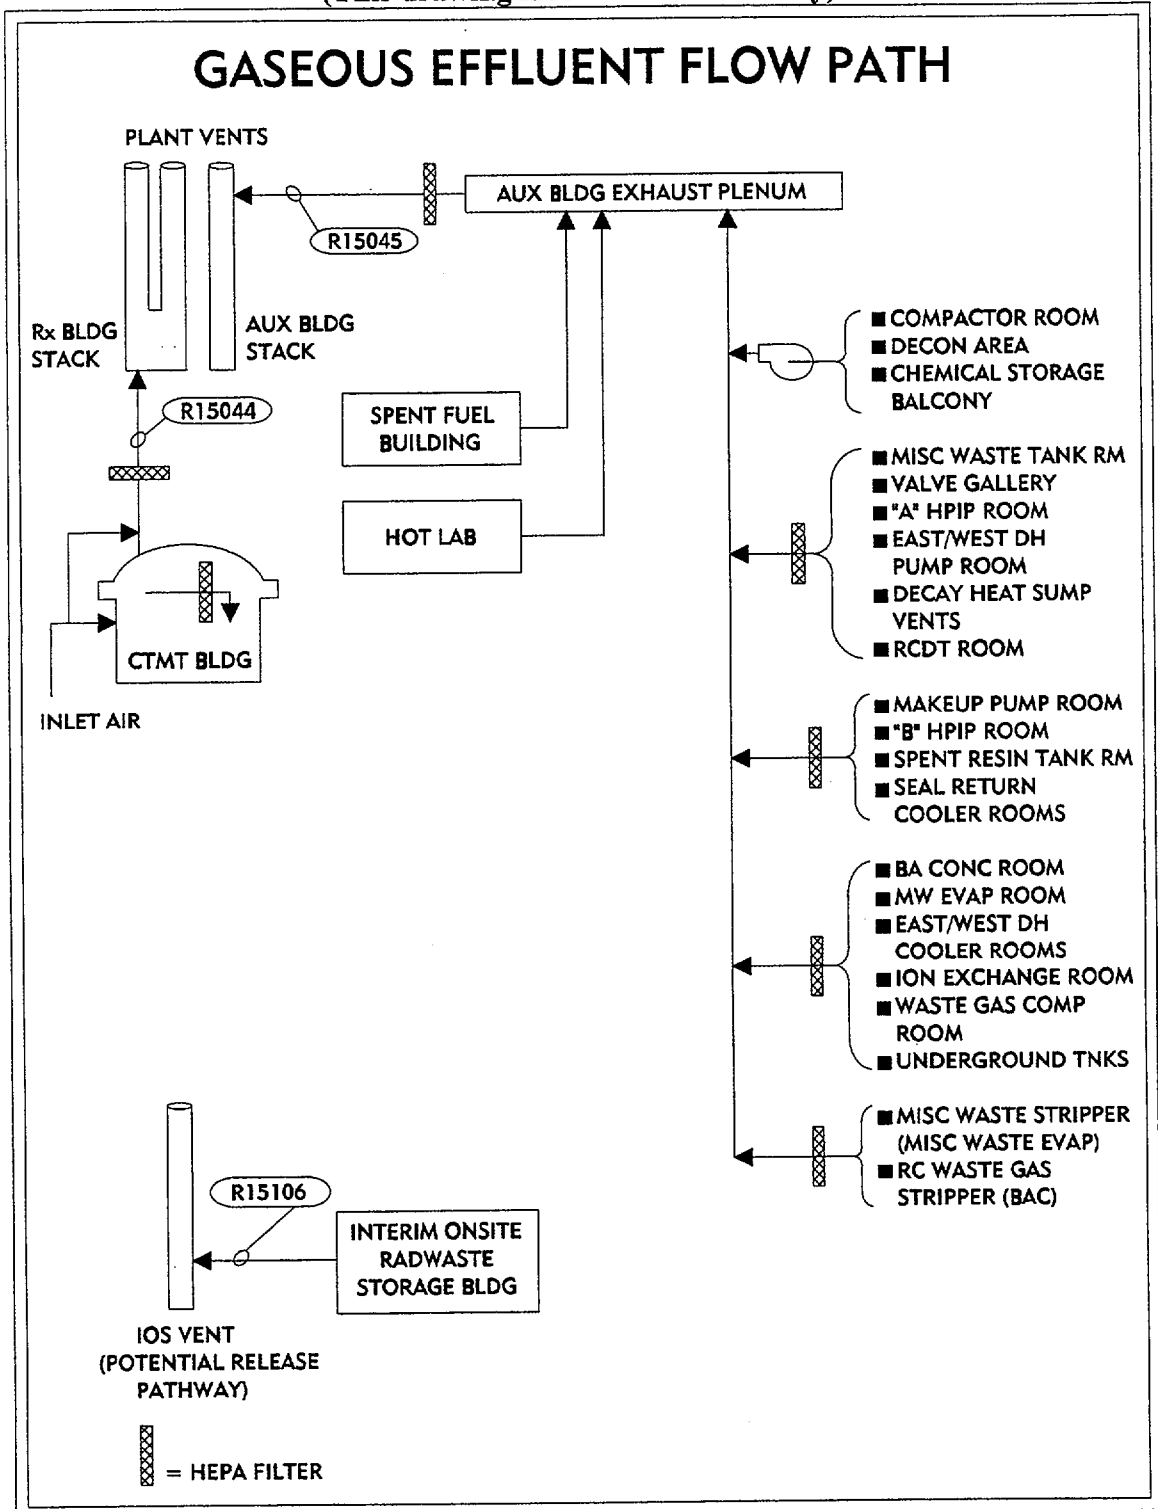 GASEOUS EFFLUENT FLOW PATH
PLANT VENTS
AUX BLDG EXHAUST PLENUM
R15045
Rx BLDG
STACK
AUX BLDG
STACK
R15044
SPENT FUEL
BUILDING
HOT LAB
CTMT BLDG
INLET AIR
■ COMPACTOR ROOM
■ DECON AREA
■ CHEMICAL STORAGE
BALCONY
■ MISC WASTE TANK RM
■ VALVE GALLERY
■ "A" HPIP ROOM
■ EAST/WEST DH
PUMP ROOM
■ DECAY HEAT SUMP
VENTS
■ RCDT ROOM
■ MAKEUP PUMP ROOM
■ "B" HPIP ROOM
■ SPENT RESIN TANK RM
■ SEAL RETURN
COOLER ROOMS
■ BA CONC ROOM
■ MW EVAP ROOM
■ EAST/WEST DH
COOLER ROOMS
■ ION EXCHANGE ROOM
■ WASTE GAS COMP
ROOM
■ UNDERGROUND TNKS
■ MISC WASTE STRIPPER
(MISC WASTE EVAP)
■ RC WASTE GAS
STRIPPER (BAC)
R15106
INTERIM ONSITE
RADWASTE
STORAGE BLDG
IOS VENT
(POTENTIAL RELEASE
PATHWAY)
= HEPA FILTER